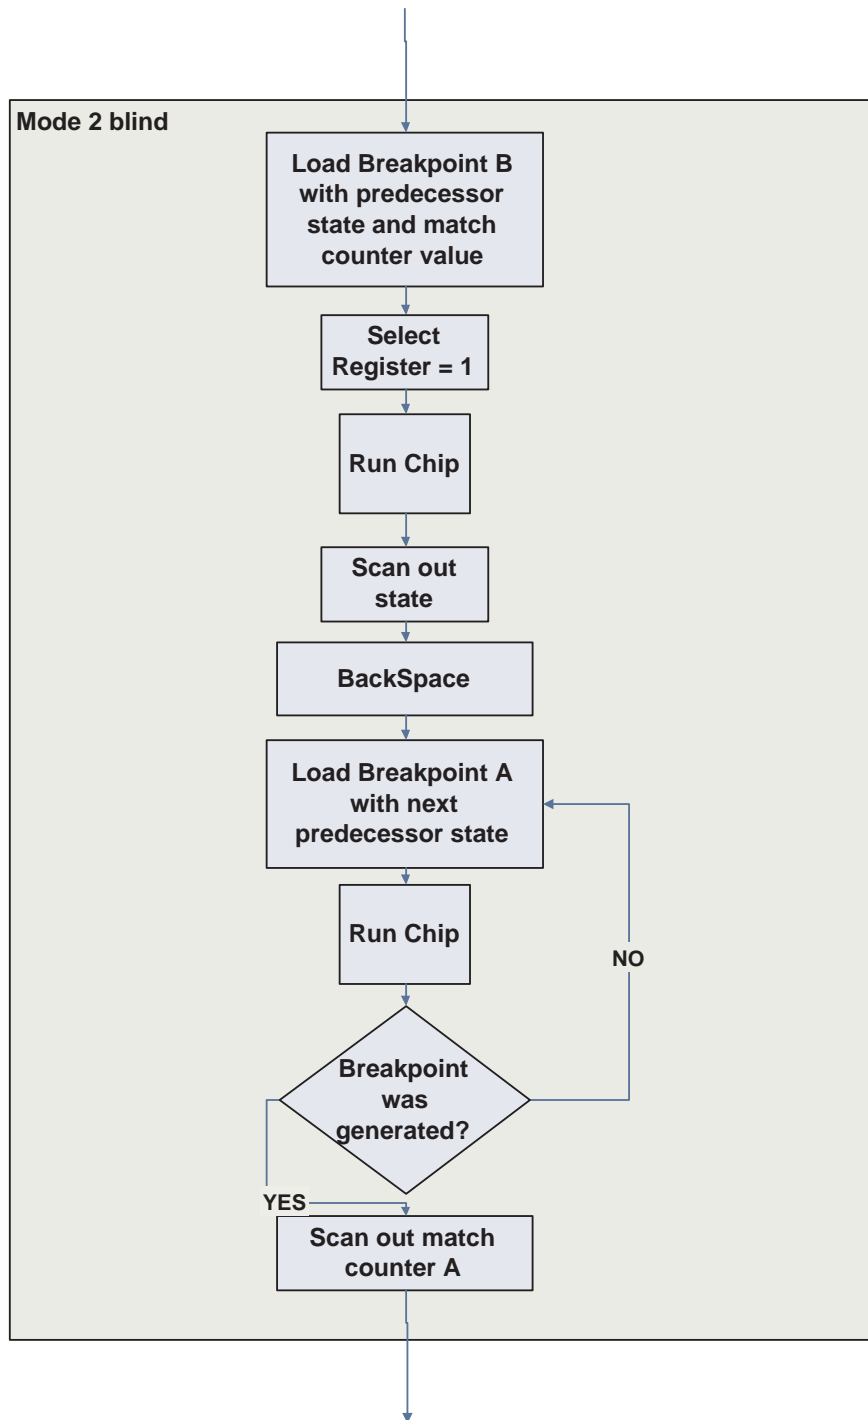 Mode 2 blind
Load Breakpoint B
with predecessor
state and match
counter value
Select
Register = 1
Run Chip
Scan out
state
BackSpace
Load Breakpoint A
with next
predecessor state
Run Chip
NO
Breakpoint
was
generated?
YES
Scan out match
counter A